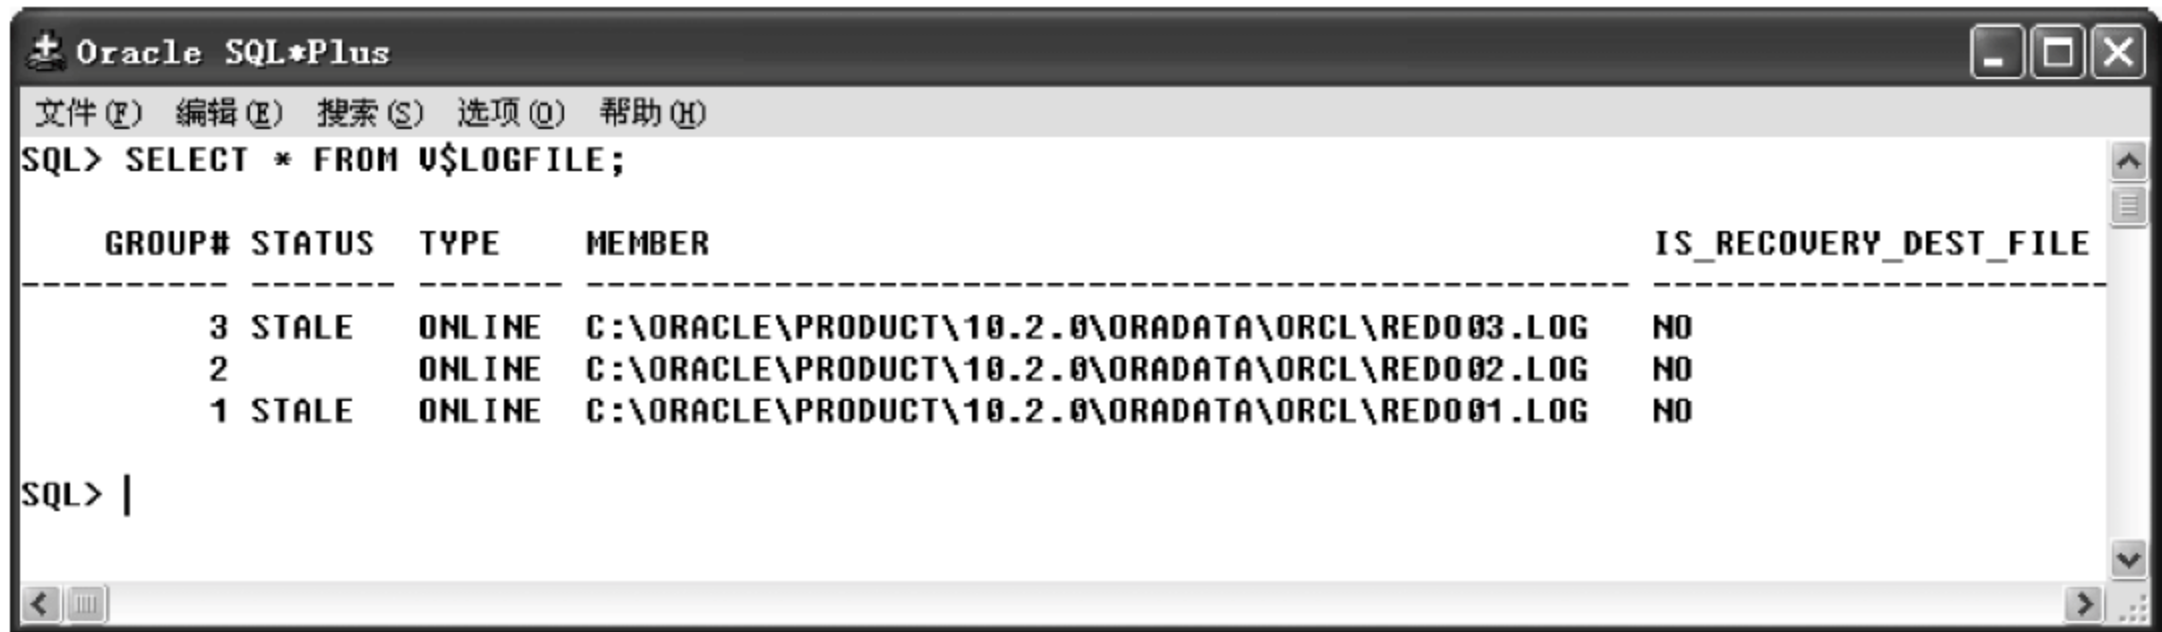 Oracle SQL*Plus
文件(F) 编辑(E) 搜索(S) 选项(O) 帮助(H)
SQL> SELECT * FROM V$LOGFILE;
GROUP# STATUS TYPE MEMBER IS_RECOVERY_DEST_FILE
---------- ------- ------- -------------------------------------------------- ----------------------
3 STALE ONLINE C:\ORACLE\PRODUCT\10.2.0\ORADATA\ORCL\REDO03.LOG NO
2 ONLINE C:\ORACLE\PRODUCT\10.2.0\ORADATA\ORCL\REDO02.LOG NO
1 STALE ONLINE C:\ORACLE\PRODUCT\10.2.0\ORADATA\ORCL\REDO01.LOG NO
SQL>